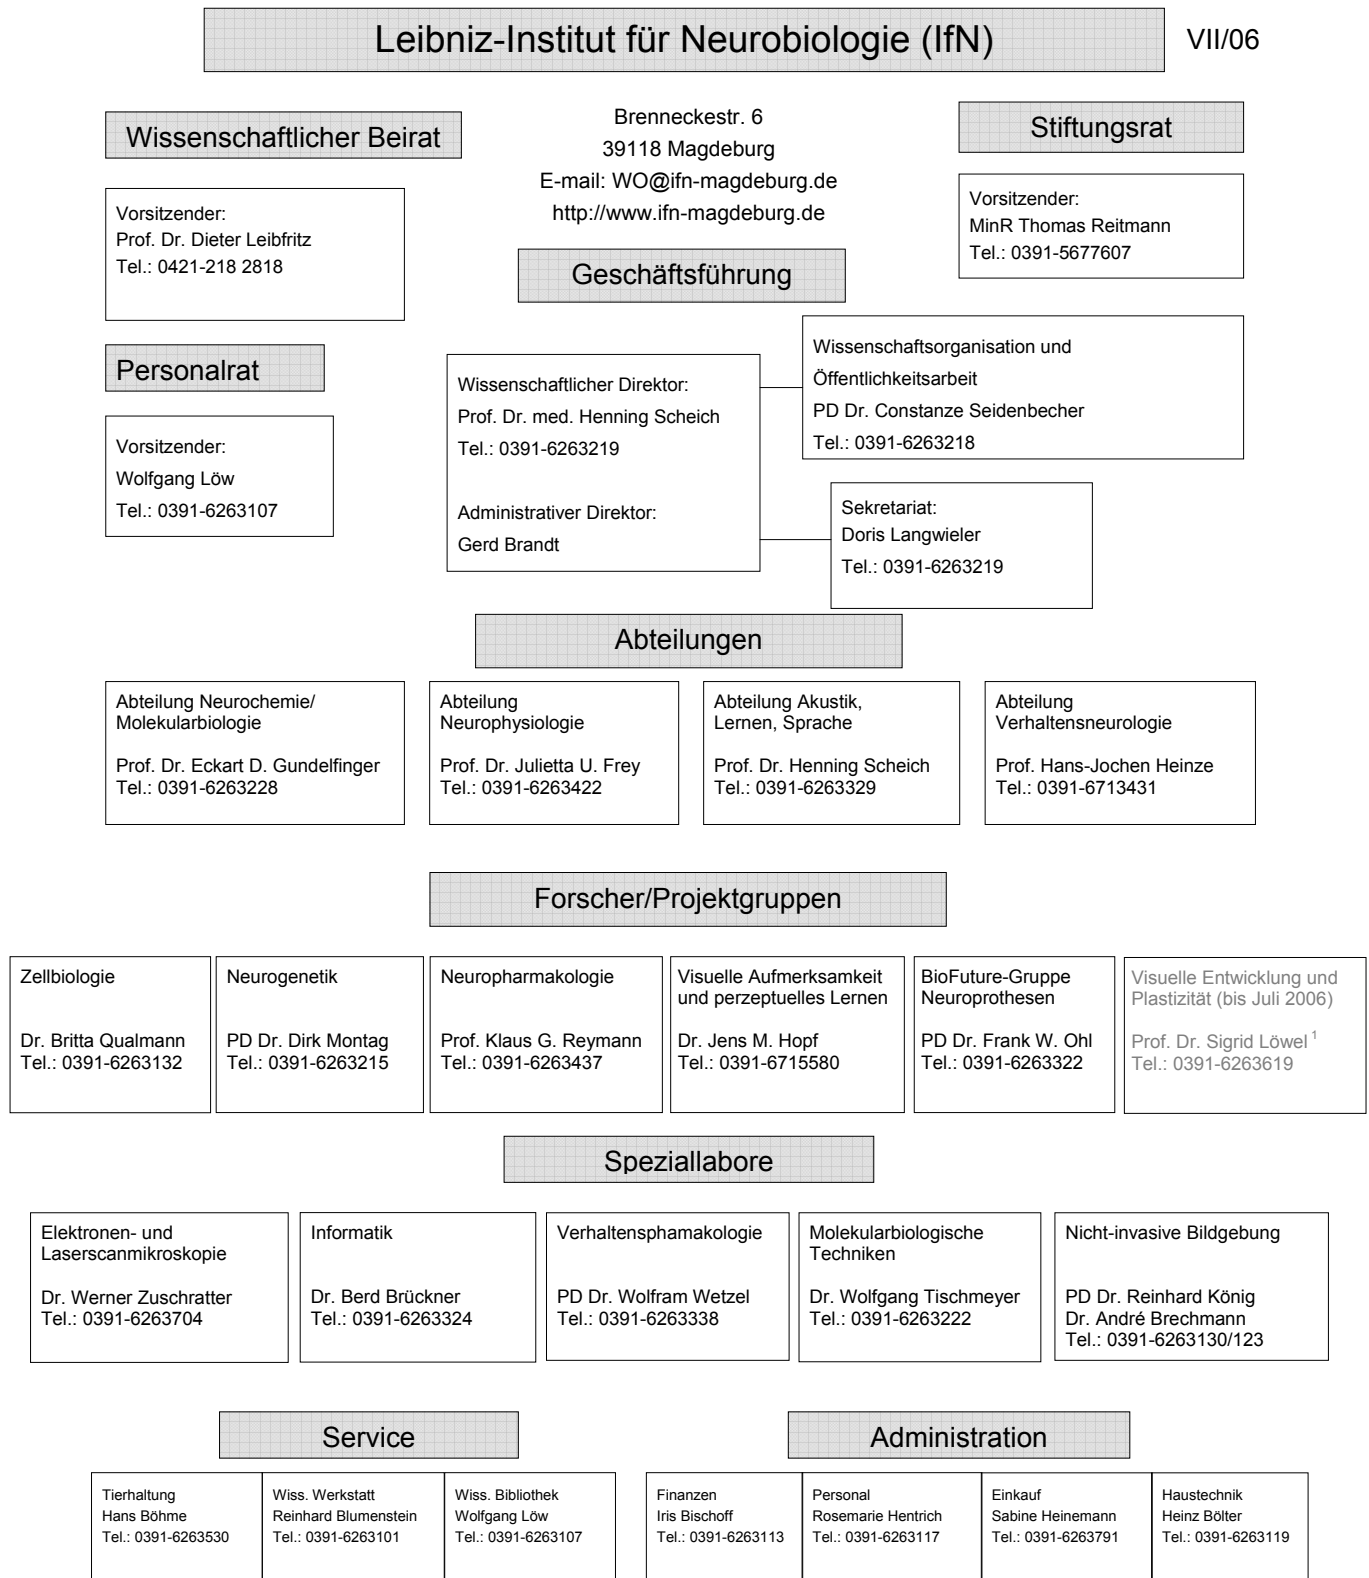 Leibniz-Institut für Neurobiologie (IfN)
VII/06
Wissenschaftlicher Beirat
Vorsitzender:
Prof. Dr. Dieter Leibfritz
Tel.: 0421-218 2818
Brenneckestr. 6
39118 Magdeburg
E-mail: WO@ifn-magdeburg.de
http://www.ifn-magdeburg.de
Stiftungsrat
Vorsitzender:
MinR Thomas Reitmann
Tel.: 0391-5677607
Geschäftsführung
Personalrat
Vorsitzender:
Wolfgang Löw
Tel.: 0391-6263107
Wissenschaftlicher Direktor:
Prof. Dr. med. Henning Scheich
Tel.: 0391-6263219
Administrativer Direktor:
Gerd Brandt
Wissenschaftsorganisation und
Öffentlichkeitsarbeit
PD Dr. Constanze Seidenbecher
Tel.: 0391-6263218
Sekretariat:
Doris Langwieler
Tel.: 0391-6263219
Abteilungen
Abteilung Neurochemie/
Molekularbiologie
Prof. Dr. Eckart D. Gundelfinger
Tel.: 0391-6263228
Abteilung
Neurophysiologie
Prof. Dr. Julietta U. Frey
Tel.: 0391-6263422
Abteilung Akustik,
Lernen, Sprache
Prof. Dr. Henning Scheich
Tel.: 0391-6263329
Abteilung
Verhaltensneurologie
Prof. Hans-Jochen Heinze
Tel.: 0391-6713431
Forscher/Projektgruppen
Zellbiologie
Dr. Britta Qualmann
Tel.: 0391-6263132
Neurogenetik
PD Dr. Dirk Montag
Tel.: 0391-6263215
Neuropharmakologie
Prof. Klaus G. Reymann
Tel.: 0391-6263437
Visuelle Aufmerksamkeit
und perzeptuelles Lernen
Dr. Jens M. Hopf
Tel.: 0391-6715580
BioFuture-Gruppe
Neuroprothesen
PD Dr. Frank W. Ohl
Tel.: 0391-6263322
Visuelle Entwicklung und
Plastizität (bis Juli 2006)
Prof. Dr. Sigrid Löwel ¹
Tel.: 0391-6263619
Speziallabore
Elektronen- und
Laserscanmikroskopie
Dr. Werner Zuschratter
Tel.: 0391-6263704
Informatik
Dr. Berd Brückner
Tel.: 0391-6263324
Verhaltensphamakologie
PD Dr. Wolfram Wetzel
Tel.: 0391-6263338
Molekularbiologische
Techniken
Dr. Wolfgang Tischmeyer
Tel.: 0391-6263222
Nicht-invasive Bildgebung
PD Dr. Reinhard König
Dr. André Brechmann
Tel.: 0391-6263130/123
Service
Tierhaltung
Hans Böhme
Tel.: 0391-6263530
Wiss. Werkstatt
Reinhard Blumenstein
Tel.: 0391-6263101
Wiss. Bibliothek
Wolfgang Löw
Tel.: 0391-6263107
Administration
Finanzen
Iris Bischoff
Tel.: 0391-6263113
Personal
Rosemarie Hentrich
Tel.: 0391-6263117
Einkauf
Sabine Heinemann
Tel.: 0391-6263791
Haustechnik
Heinz Bölter
Tel.: 0391-6263119